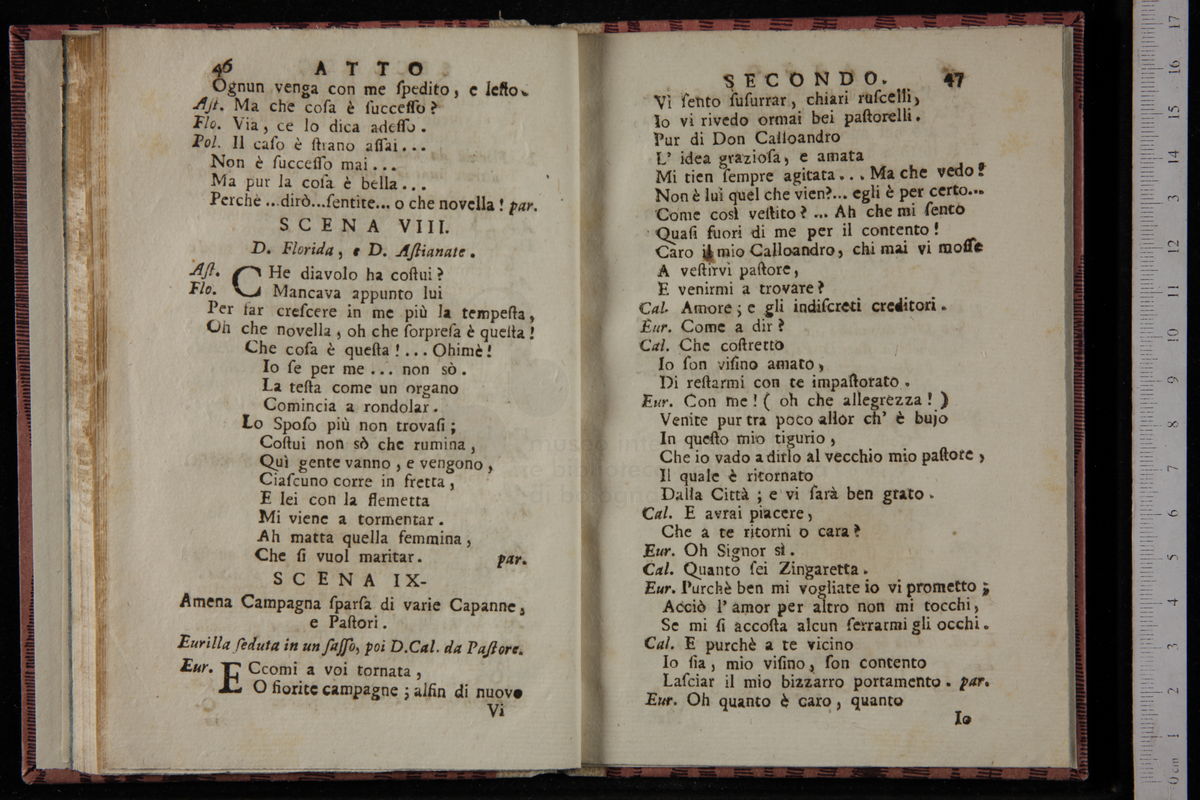 46 ATTO
Ognun venga con me ſpedito, e leſto.
Aſt. Ma che coſa è ſucceſſo?
Flo. Via, ce lo dica adeſſo.
Pol. Il caſo è ſtrano aſſai...
Non è ſucceſſo mai...
Ma pur la coſa è bella...
Perchè ...dirò...ſentite... o che novella! par.
SCENA VIII.
D. Florida, e D. Aſtianate.
Aſt. CHe diavolo ha coſtui?
Flo. Mancava appunto lui
Per far creſcere in me più la tempeſta,
Oh che novella, oh che ſorpreſa è queſta!
Che coſa è queſta!... Ohimè!
Io ſe per me ... non sò.
La teſta come un organo
Comincia a rondolar.
Lo Spoſo più non trovaſi;
Coſtui non sò che rumina,
Quì gente vanno, e vengono,
Ciaſcuno corre in fretta,
E lei con la flemetta
Mi viene a tormentar.
Ah matta quella femmina,
Che ſi vuol maritar. par.
SCENA IX-
Amena Campagna ſparſa di varie Capanne,
e Paſtori.
Eurilla ſeduta in un ſaſſo, poi D.Cal. da Paſtore.
Eur. ECcomi a voi tornata,
O fiorite campagne; alfin di nuovo
Vi
SECONDO. 47
Vi ſento ſuſurrar, chiari ruſcelli,
Io vi rivedo ormai bei paſtorelli.
Pur di Don Calloandro
L' idea grazioſa, e amata
Mi tien ſempre agitata... Ma che vedo?
Non è lui quel che vien?... egli è per certo...
Come così veſtito? ... Ah che mi ſento
Quaſi fuori di me per il contento!
Caro il mio Calloandro, chi mai vi moſſe
A veſtirvi paſtore,
E venirmi a trovare?
Cal. Amore; e gli indiſcreti creditori.
Eur. Come a dir?
Cal. Che coſtretto
Io ſon viſino amato,
Di reſtarmi con te impaſtorato.
Eur. Con me! ( oh che allegrezza! )
Venite pur tra poco allor ch' è bujo
In queſto mio tigurio,
Che io vado a dirlo al vecchio mio paſtore,
Il quale è ritornato
Dalla Città; e vi ſarà ben grato.
Cal. E avrai piacere,
Che a te ritorni o cara?
Eur. Oh Signor sì.
Cal. Quanto ſei Zingaretta.
Eur. Purchè ben mi vogliate io vi prometto;
Acciò l' amor per altro non mi tocchi,
Se mi ſi accoſta alcun ſerrarmi gli occhi.
Cal. E purchè a te vicino
Io ſia, mio viſino, ſon contento
Laſciar il mio bizzarro portamento. par.
Eur. Oh quanto è caro, quanto
Io